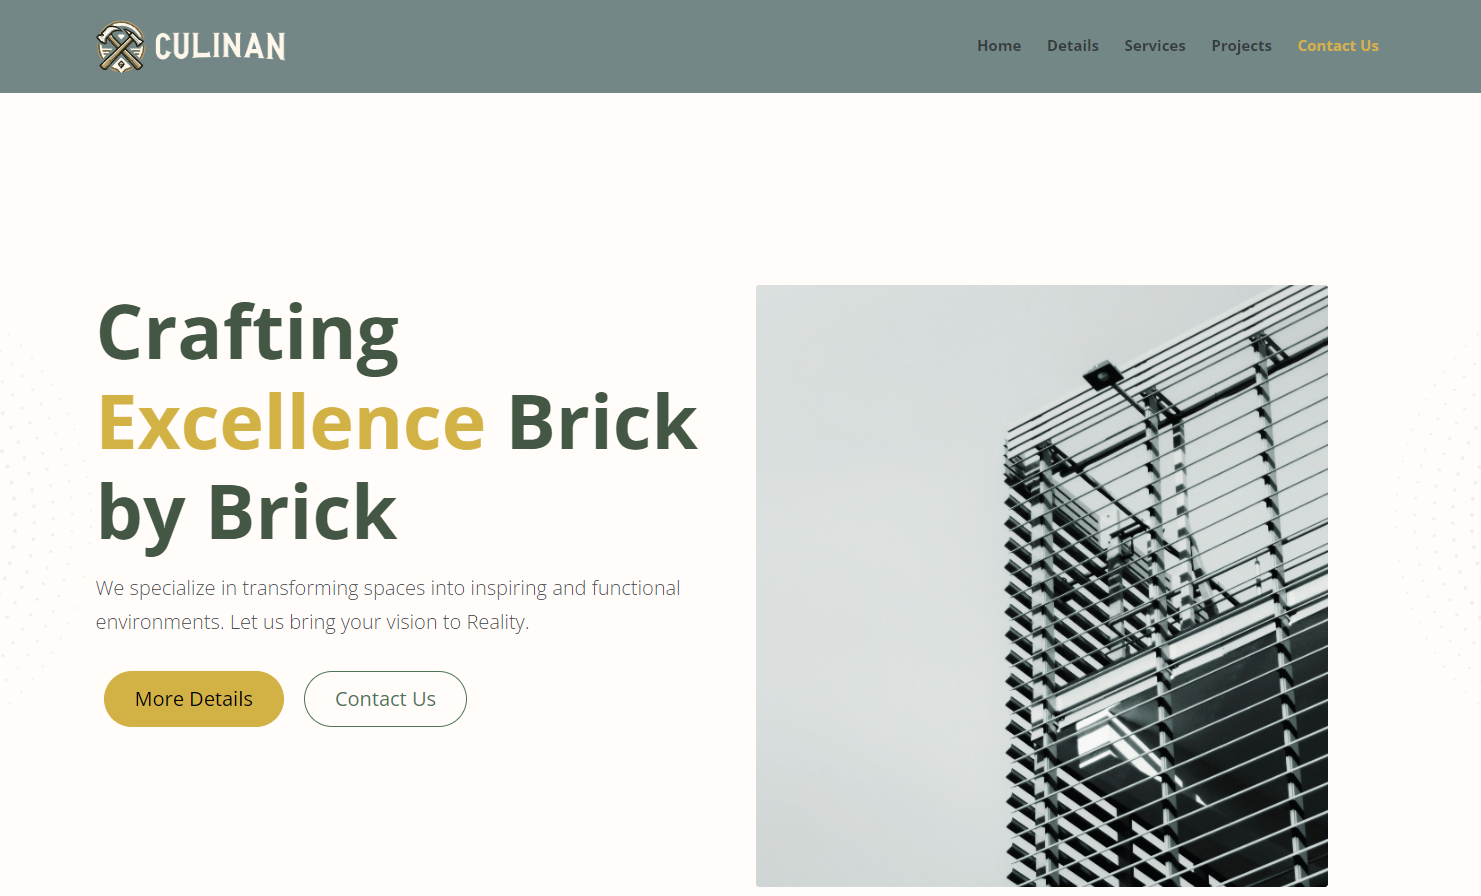 CULINAN
Home Details Services Projects Contact Us
Crafting
Excellence Brick
by Brick
We specialize in transforming spaces into inspiring and functional
environments. Let us bring your vision to Reality.
More Details Contact Us